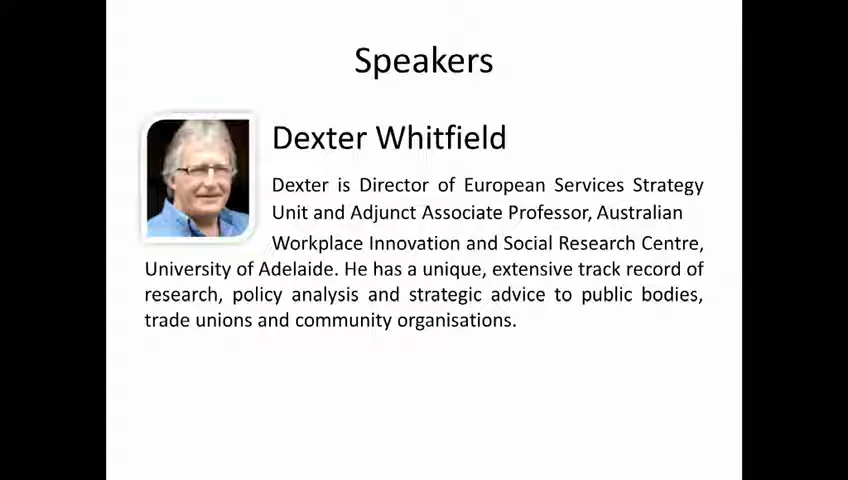 Speakers
Dexter Whitfield
Dexter is Director of European Services Strategy
Unit and Adjunct Associate Professor, Australian
Workplace Innovation and Social Research Centre,
University of Adelaide. He has a unique, extensive track record of
research, policy analysis and strategic advice to public bodies,
trade unions and community organisations.